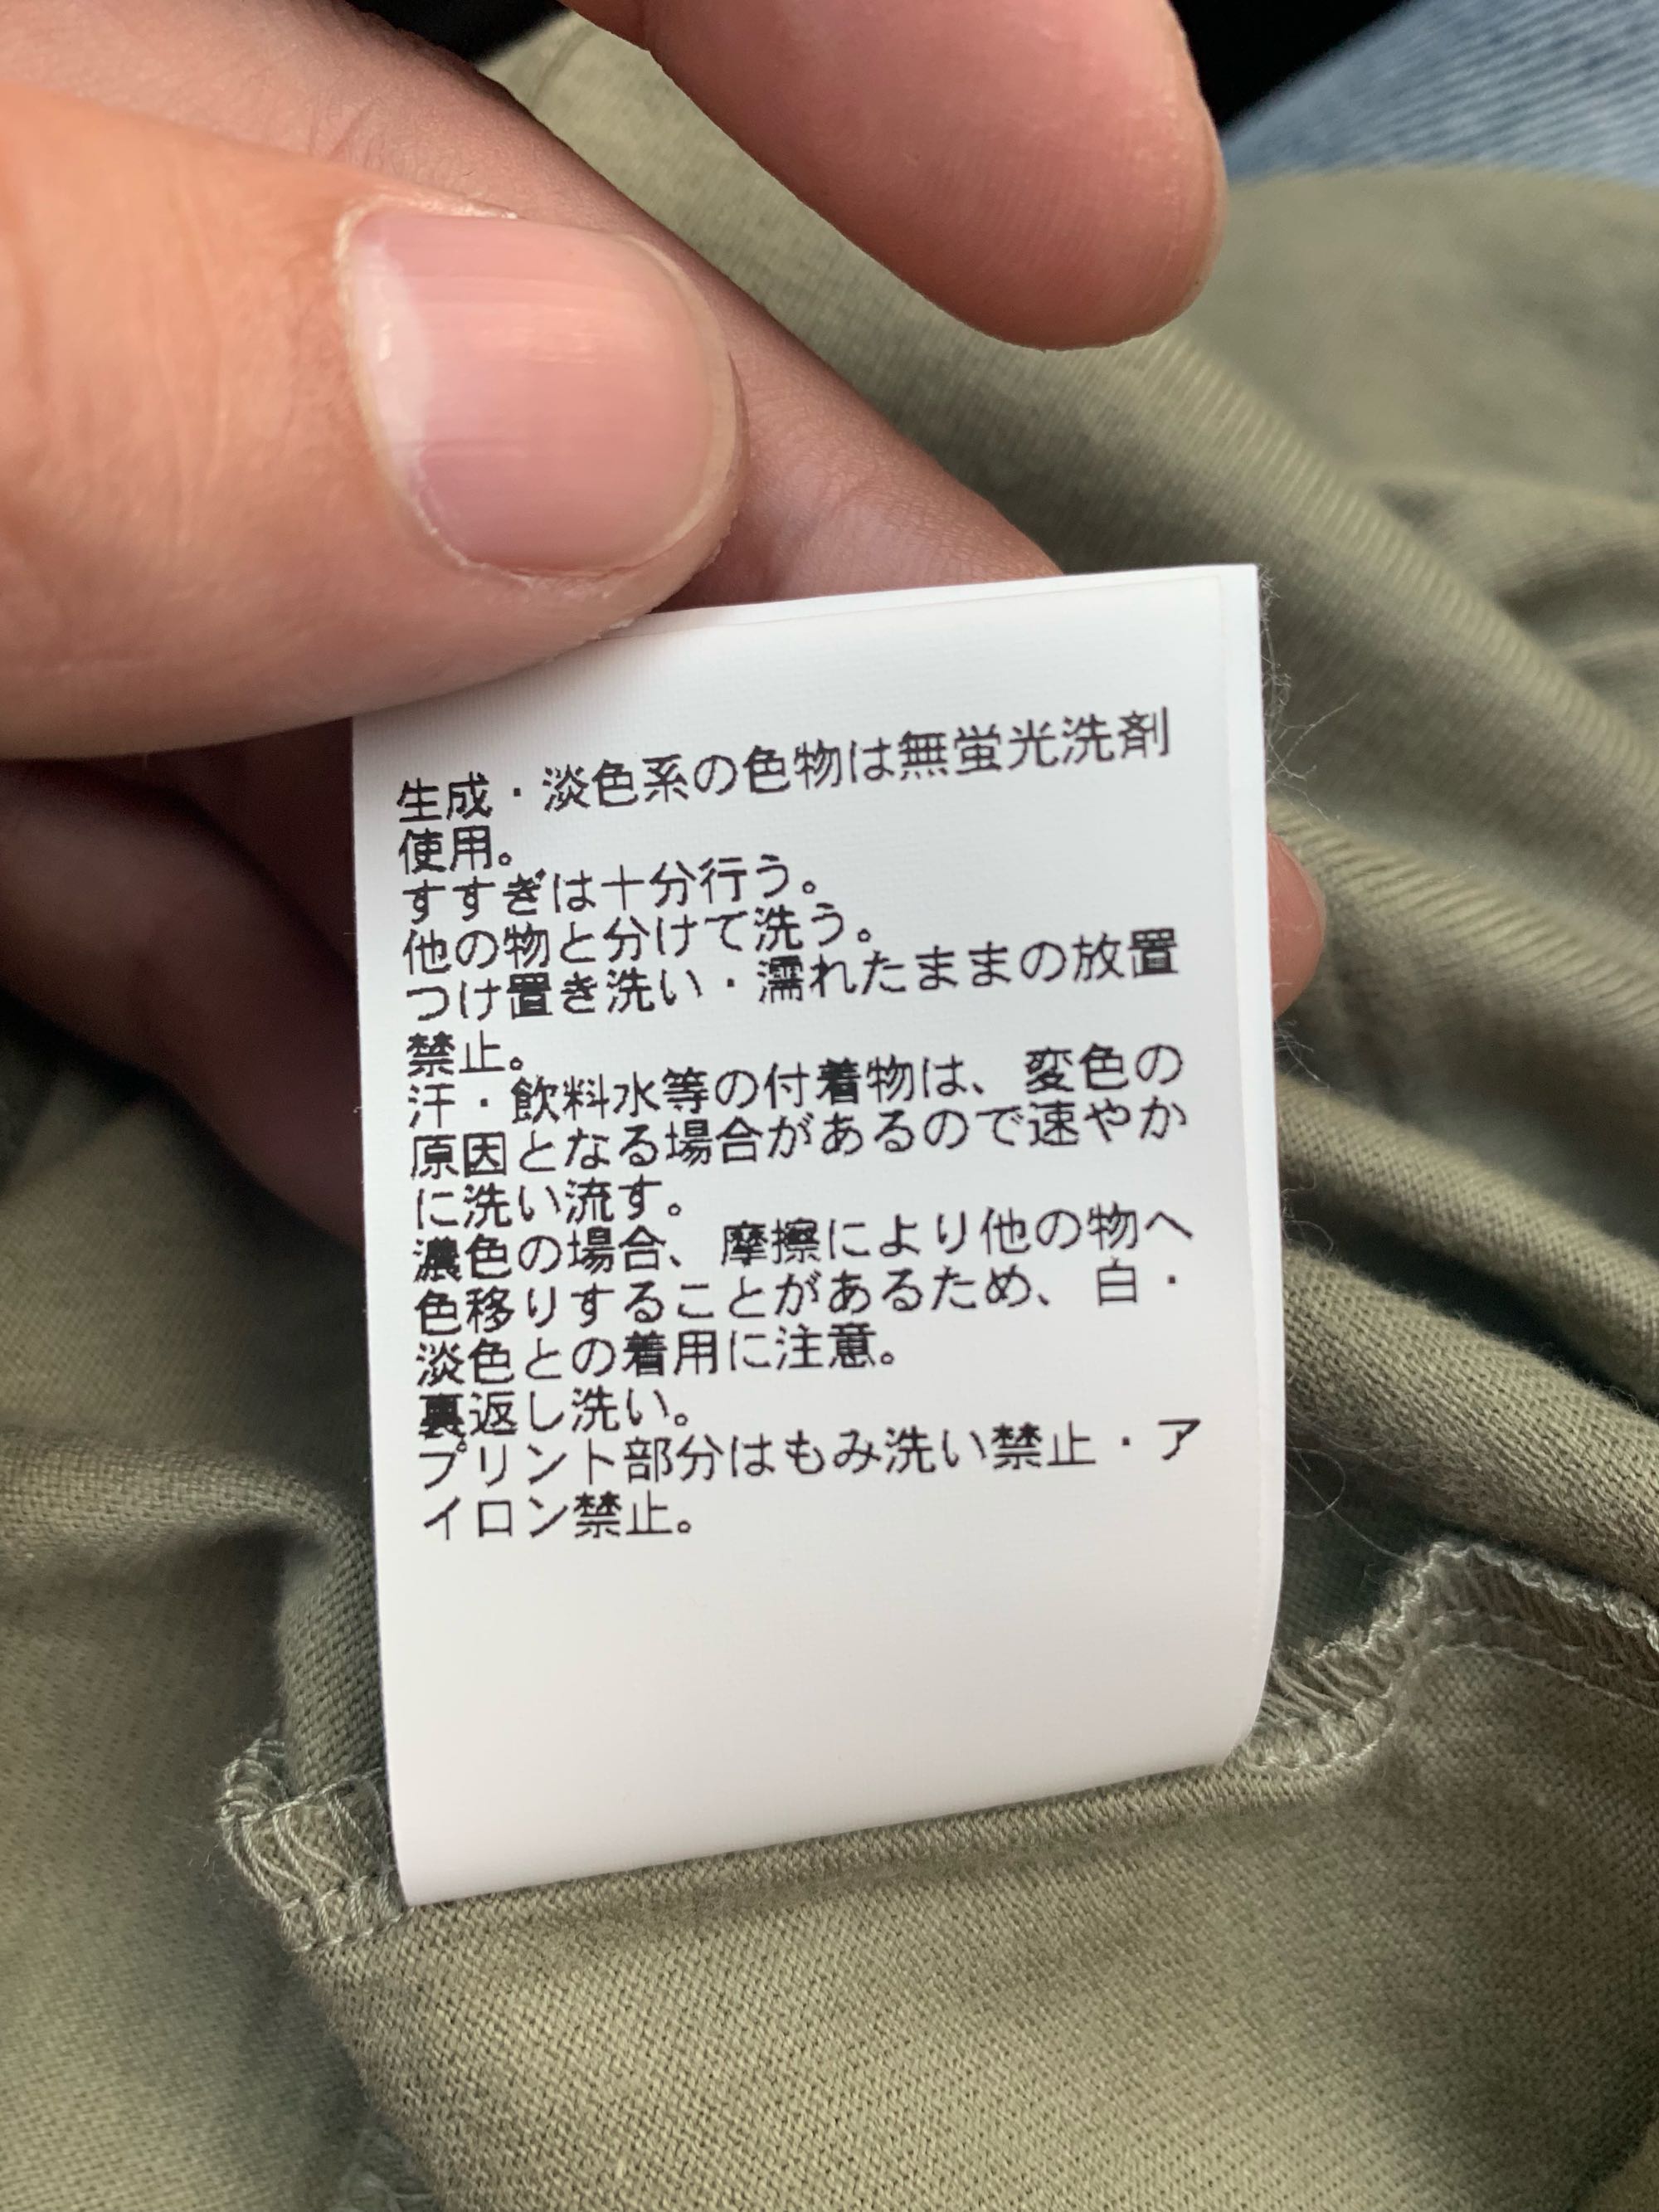 生成・淡色系の色物は無蛍光洗剤
使用。
すすぎは十分行う。
他の物と分けて洗う。
つけ置き洗い・濡れたままの放置
禁止。
汗・飲料水等の付着物は、変色の
原因となる場合があるので速やか
に洗い流す。
濃色の場合、摩擦により他の物へ
色移りすることがあるため、白・
淡色との着用に注意。
裏返し洗い。
プリント部分はもみ洗い禁止・ア
イロン禁止。